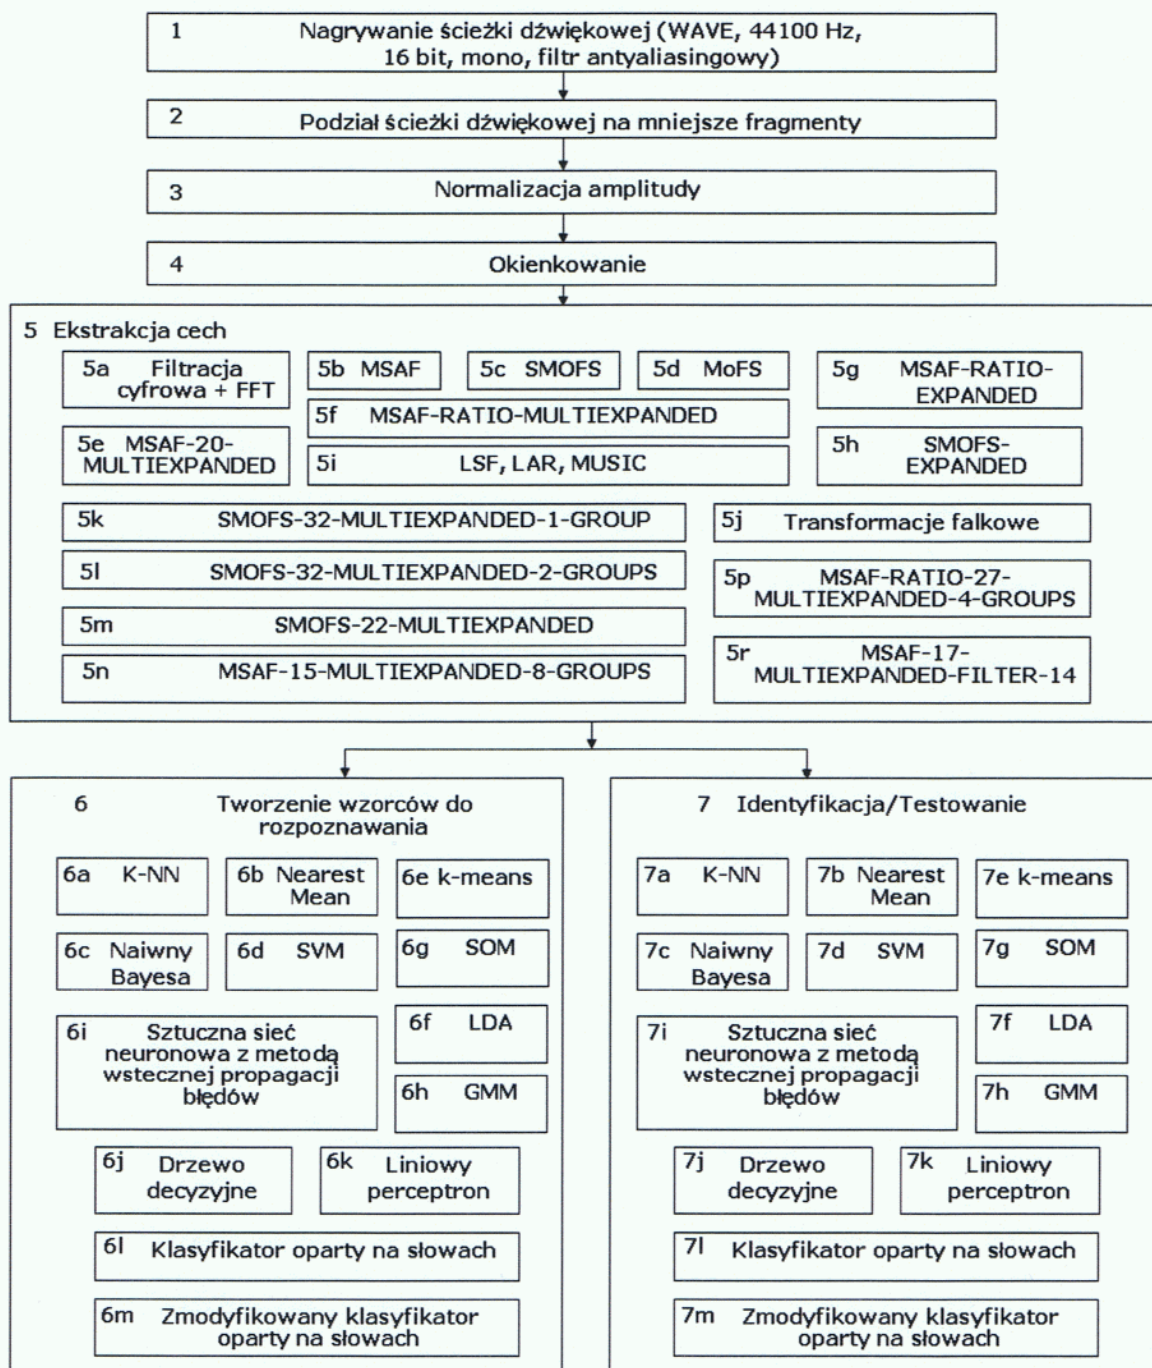 1 Nagrywanie ścieżki dźwiękowej (WAVE, 44100 Hz,
16 bit, mono, filtr antyaliasingowy)
2 Podział ścieżki dźwiękowej na mniejsze fragmenty
3 Normalizacja amplitudy
4 Okienkowanie
5 Ekstrakcja cech
5a Filtracja
cyfrowa + FFT
5b MSAF
5c SMOFS
5d MoFS
5g MSAF-RATIO-
EXPANDED
5f MSAF-RATIO-MULTIEXPANDED
5e MSAF-20-
MULTIEXPANDED
5i LSF, LAR, MUSIC
5h SMOFS-
EXPANDED
5k SMOFS-32-MULTIEXPANDED-1-GROUP
5j Transformacje falkowe
5l SMOFS-32-MULTIEXPANDED-2-GROUPS
5p MSAF-RATIO-27-
MULTIEXPANDED-4-GROUPS
5m SMOFS-22-MULTIEXPANDED
5n MSAF-15-MULTIEXPANDED-8-GROUPS
5r MSAF-17-
MULTIEXPANDED-FILTER-14
6 Tworzenie wzorców do
rozpoznawania
6a K-NN
6b Nearest
Mean
6e k-means
6c Naiwny
Bayesa
6d SVM
6g SOM
6i Sztuczna sieć
neuronowa z metodą
wstecznej propagacji
błędów
6f LDA
6h GMM
6j Drzewo
decyzyjne
6k Liniowy
perceptron
6l Klasyfikator oparty na słowach
6m Zmodyfikowany klasyfikator
oparty na słowach
7 Identyfikacja/Testowanie
7a K-NN
7b Nearest
Mean
7e k-means
7c Naiwny
Bayesa
7d SVM
7g SOM
7i Sztuczna sieć
neuronowa z metodą
wstecznej propagacji
błędów
7f LDA
7h GMM
7j Drzewo
decyzyjne
7k Liniowy
perceptron
7l Klasyfikator oparty na słowach
7m Zmodyfikowany klasyfikator
oparty na słowach